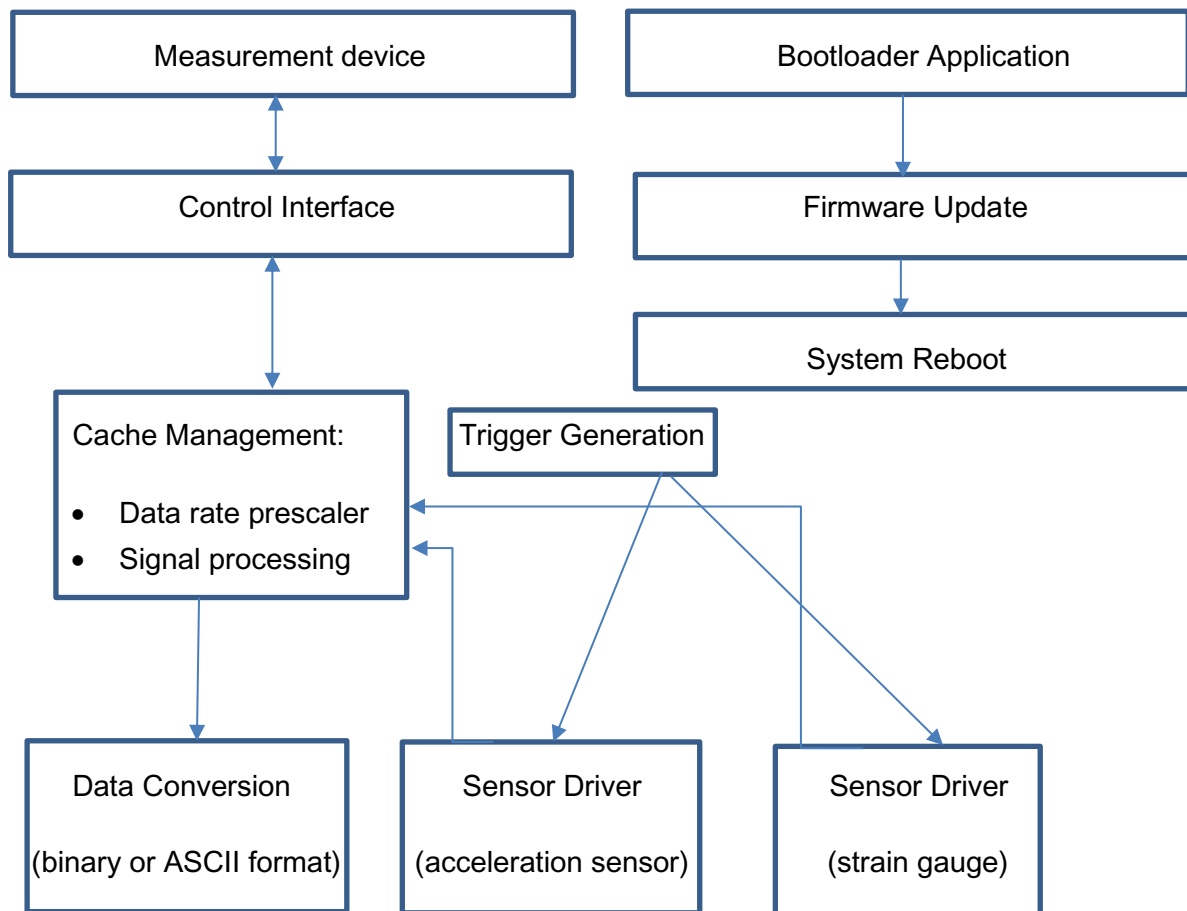 Measurement device
Bootloader Application
Control Interface
Firmware Update
System Reboot
Cache Management:
• Data rate prescaler
• Signal processing
Trigger Generation
Data Conversion
(binary or ASCII format)
Sensor Driver
(acceleration sensor)
Sensor Driver
(strain gauge)